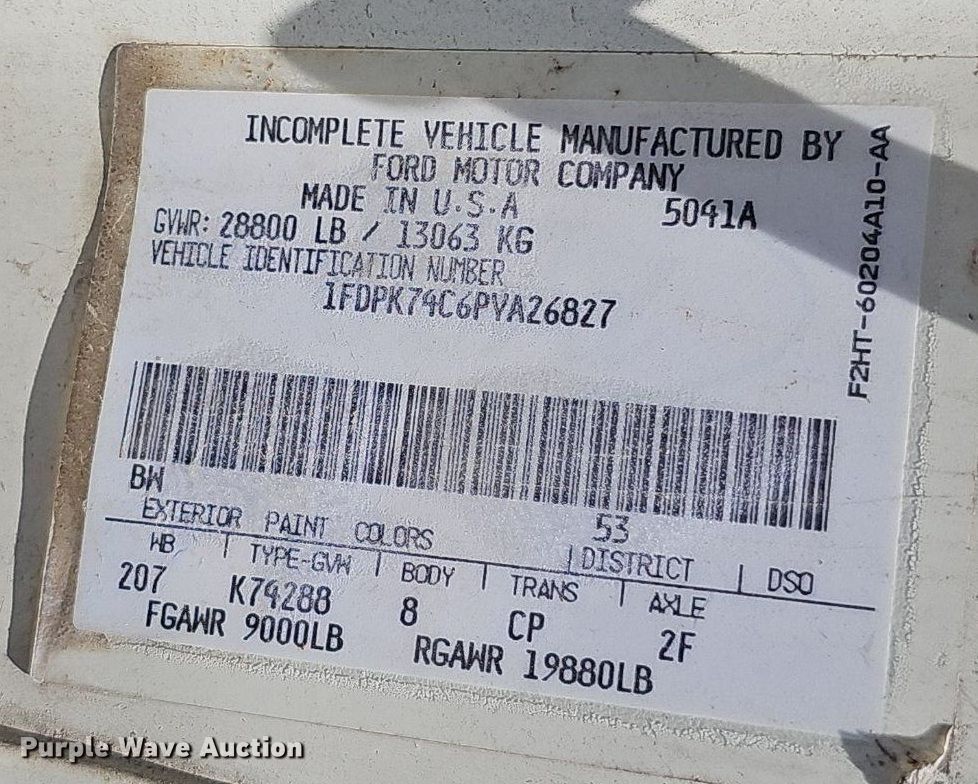 INCOMPLETE VEHICLE MANUFACTURED BY
FORD MOTOR COMPANY
MADE IN U.S.A 5041A
GVWR: 28800 LB / 13063 KG
VEHICLE IDENTIFICATION NUMBER
1FDPK74C6PVA26827
F2HT-60204A10-AA
BW 53
EXTERIOR PAINT COLORS DISTRICT DSO
WB TYPE-GVW BODY TRANS AXLE
207 K74288 8 CP 2F
FGAWR 9000LB RGAWR 19880LB
Purple Wave Auction